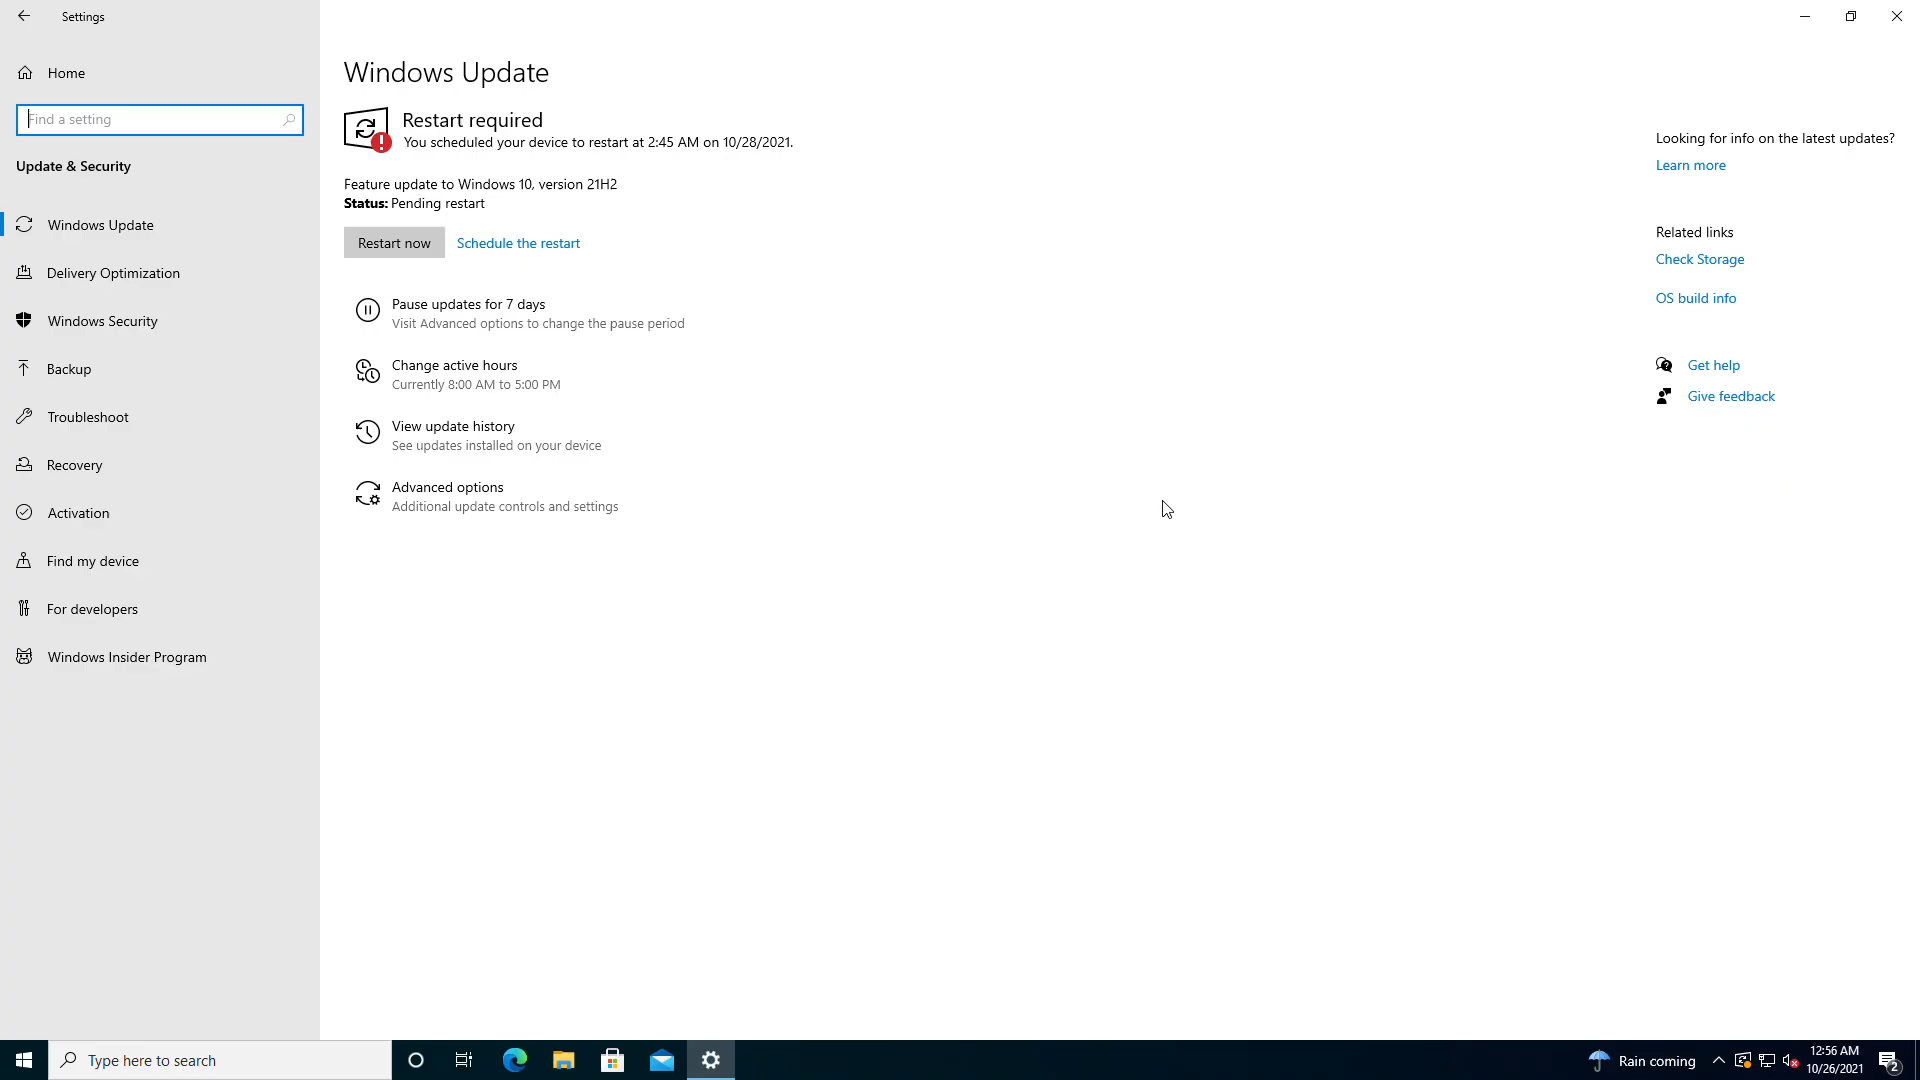 Settings
Home
Find a setting
Update & Security
Windows Update
Delivery Optimization
Windows Security
Backup
Troubleshoot
Recovery
Activation
Find my device
For developers
Windows Insider Program
Windows Update
Restart required
You scheduled your device to restart at 2:45 AM on 10/28/2021.
Feature update to Windows 10, version 21H2
Status: Pending restart
Restart now
Schedule the restart
Pause updates for 7 days
Visit Advanced options to change the pause period
Change active hours
Currently 8:00 AM to 5:00 PM
View update history
See updates installed on your device
Advanced options
Additional update controls and settings
Looking for info on the latest updates?
Learn more
Related links
Check Storage
OS build info
Get help
Give feedback
Type here to search
Rain coming
12:56 AM
10/26/2021
2